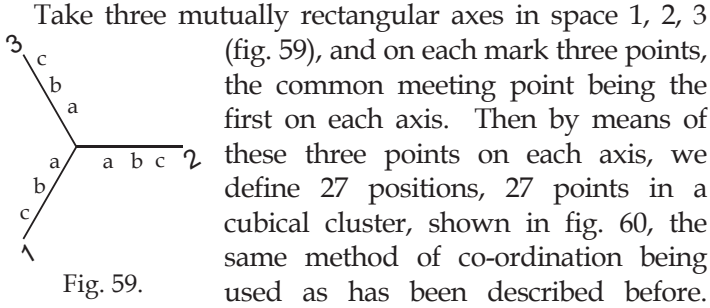 Take three mutually rectangular axes in space 1, 2, 3
(fig. 59), and on each mark three points,
the common meeting point being the
first on each axis. Then by means of
these three points on each axis, we
define 27 positions, 27 points in a
cubical cluster, shown in fig. 60, the
same method of co-ordination being
used as has been described before.
3
c
b
a
a
b
c
1
a b c 2
Fig. 59.